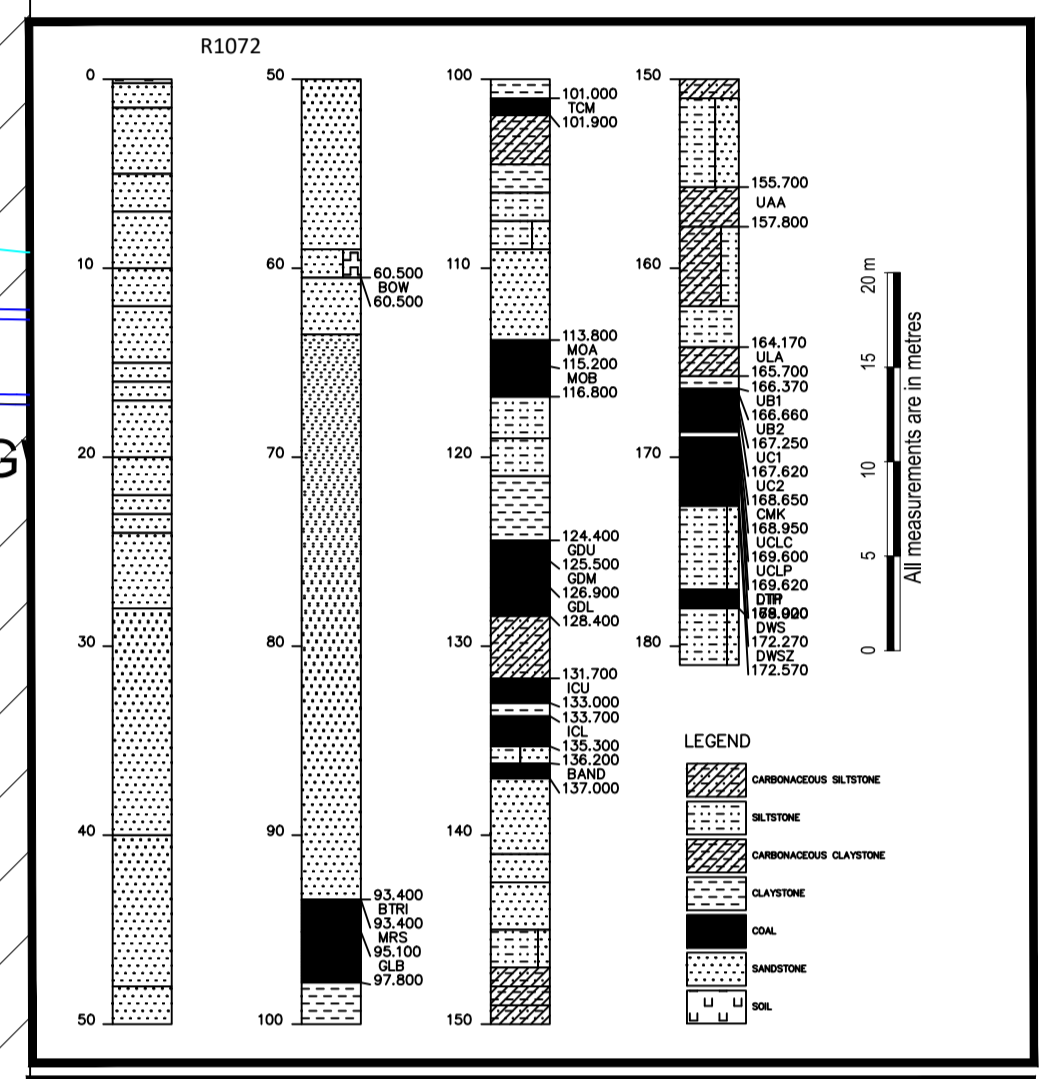 R1072
0
10
20
30
40
50
50
60
70
80
90
100
60.500
BOW
60.500
93.400
BTRI
93.400
MRS
95.100
GLB
97.800
100
110
120
130
140
150
101.000
TCM
101.900
113.800
MOA
115.200
MOB
116.800
124.400
GDU
125.500
GDM
126.900
GDL
128.400
131.700
ICU
133.000
133.700
ICL
135.300
136.200
BAND
137.000
150
160
170
180
155.700
UAA
157.800
164.170
ULA
165.700
166.370
UB1
166.660
UB2
167.250
UC1
167.620
UC2
168.650
CMK
168.950
UCLC
169.600
UCLP
169.620
DWS
172.270
DWSZ
172.570
20 m
15
10
5
0
All measurements are in metres
LEGEND
CARBONACEOUS SILTSTONE
SILTSTONE
CARBONACEOUS CLAYSTONE
CLAYSTONE
COAL
SANDSTONE
SOIL
G